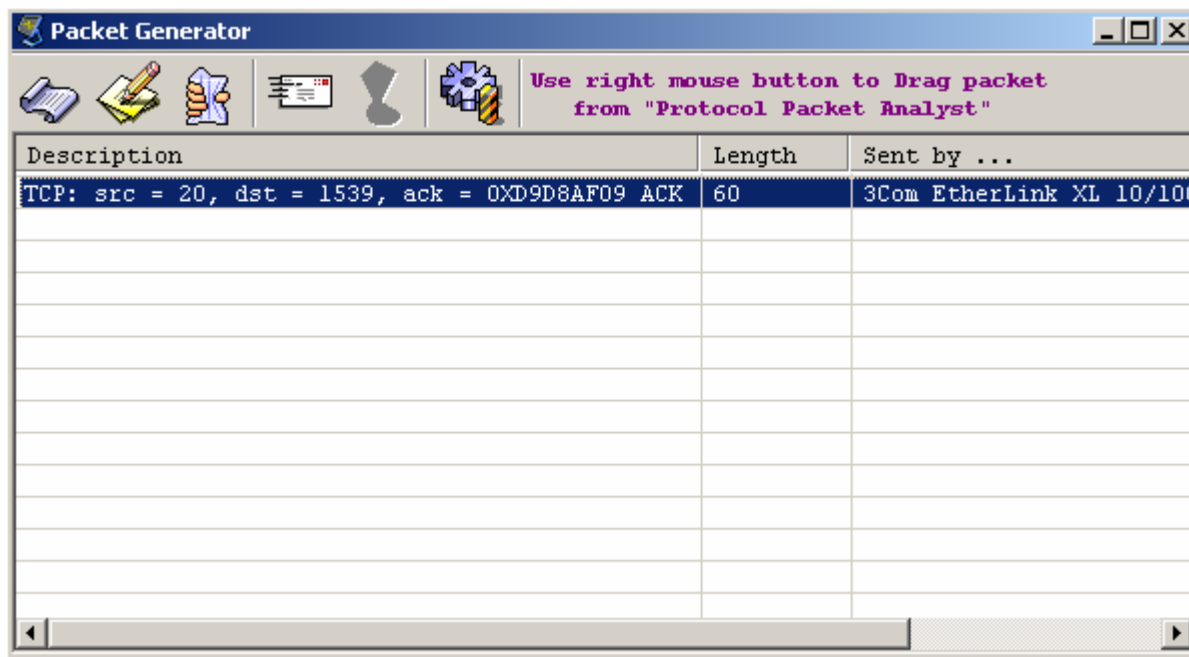 Packet Generator
Use right mouse button to Drag packet
from "Protocol Packet Analyst"
Description Length Sent by ...
TCP: src = 20, dst = 1539, ack = 0XD9D8AF09 ACK 60 3Com EtherLink XL 10/100